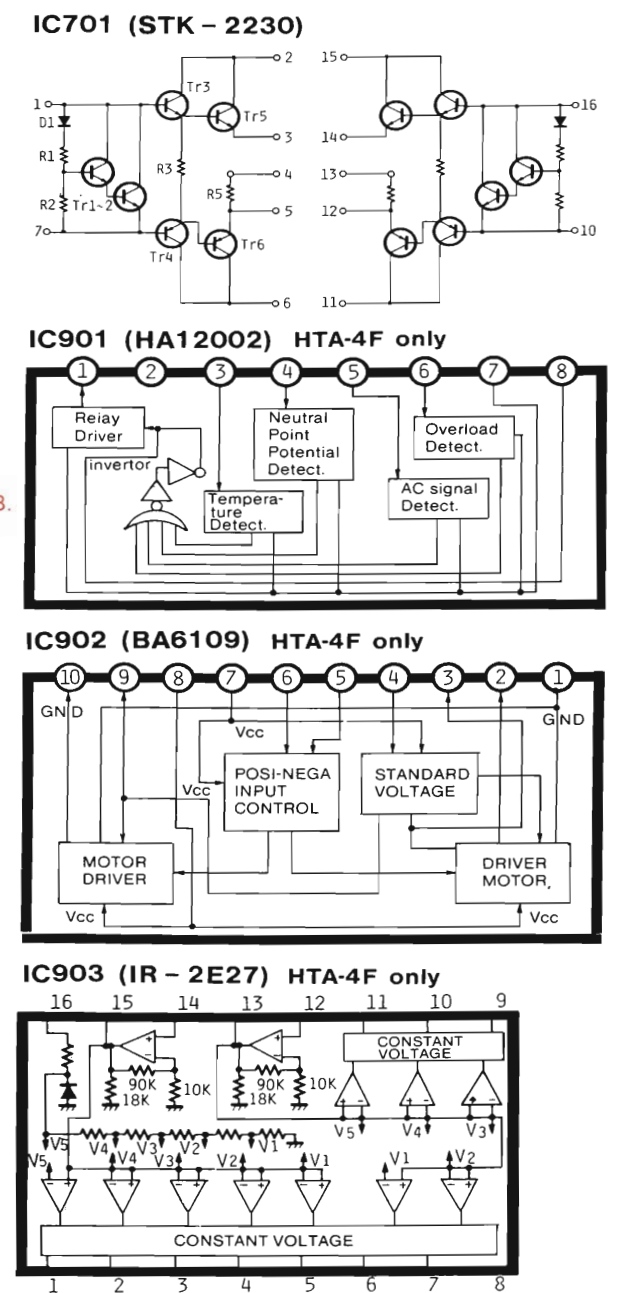 IC701 (STK - 2230)
2 15
Tr3
1 16
D1 Tr5
3 14
R1
R3 4 13
R5
R2 Tr1~2 5 12
7 10
Tr4 Tr6
6 11
IC901 (HA12002) HTA-4F only
1 2 3 4 5 6 7 8
Relay
Driver
Neutral
Point
Potential
Detect.
Overload
Detect.
invertor
Tempera-
ture
Detect.
AC signal
Detect.
3.
IC902 (BA6109) HTA-4F only
10 9 8 7 6 5 4 3 2 1
GND GND
Vcc
Vcc
POSI-NEGA
INPUT
CONTROL
STANDARD
VOLTAGE
MOTOR
DRIVER
DRIVER
MOTOR,
Vcc Vcc
IC903 (IR - 2E27) HTA-4F only
16 15 14 13 12 11 10 9
+ − + −
CONSTANT
VOLTAGE
90K 10K 90K 10K
18K 18K
+ − + − + −
V5 V4 V3
V5 V4 V3 V2 V1
V5 V4 V3 V2 V1 V1 V2
− + − + − + − + − + − + − +
CONSTANT VOLTAGE
1 2 3 4 5 6 7 8